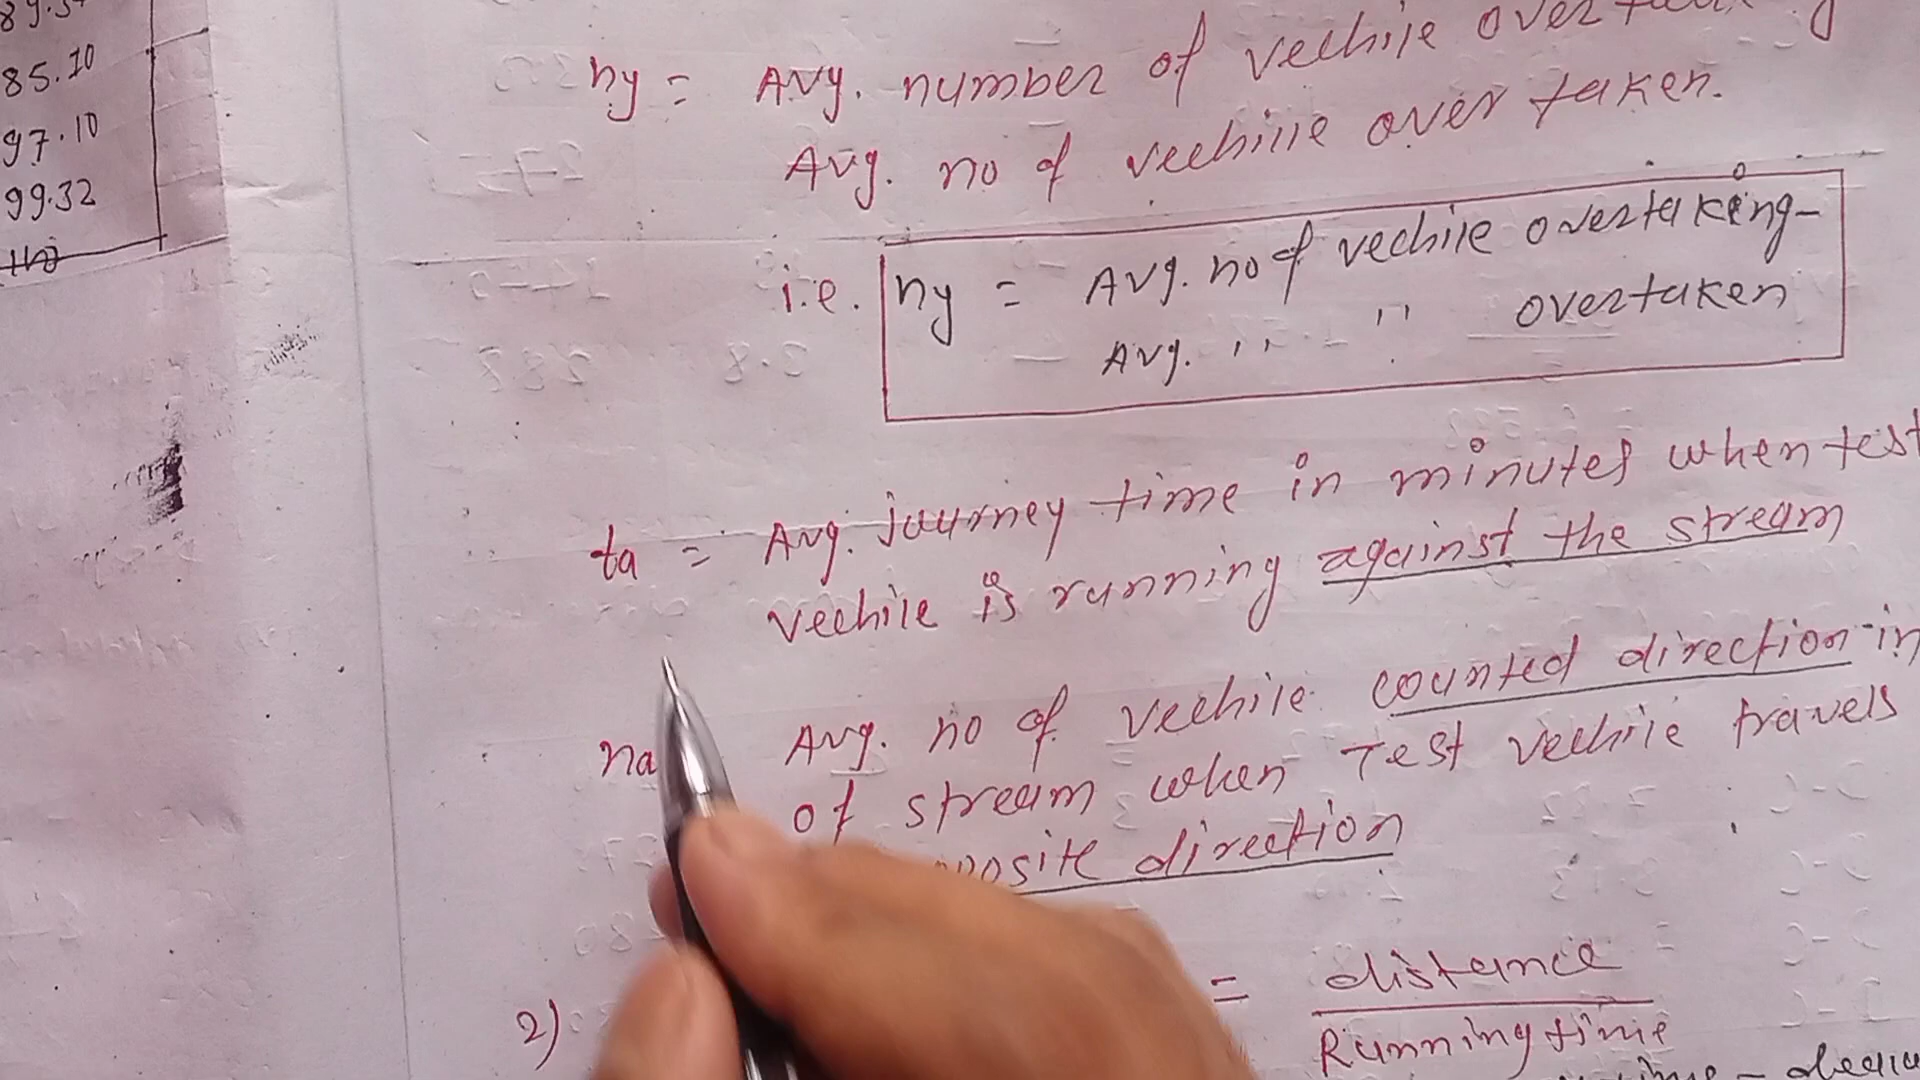 85.10
97.10
99.32
ny = Avg. number of vechile
Avg. no of vechile over taken.
i.e. ny = Avg. no of vechile overtaking-
Avg. ,, ,, overtaken
ta = Avg. journey time in minutes when test
vechile is running against the stream
na Avg. no of vechile counted direction in
of stream when Test vechile travels
direction
2) = distance
Running time